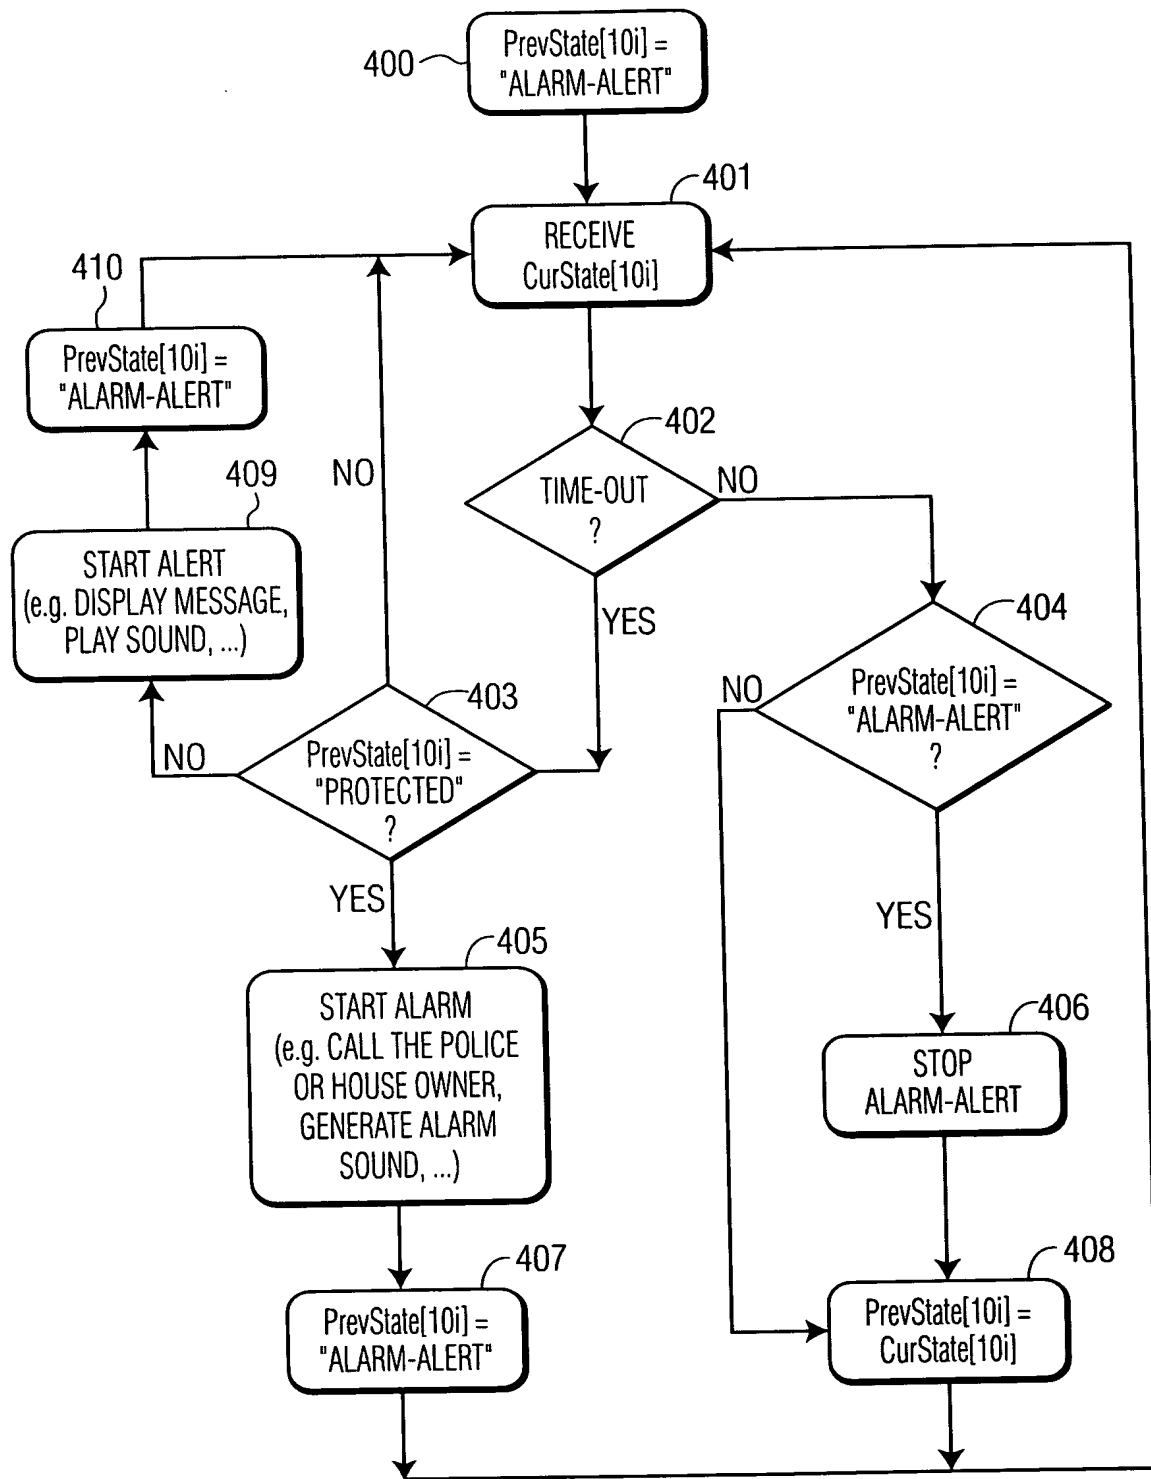 400
PrevState[10i] =
"ALARM-ALERT"
401
RECEIVE
CurState[10i]
410
PrevState[10i] =
"ALARM-ALERT"
402
TIME-OUT
?
NO
YES
NO
409
START ALERT
(e.g. DISPLAY MESSAGE,
PLAY SOUND, ...)
404
PrevState[10i] =
"ALARM-ALERT"
?
NO
YES
403
PrevState[10i] =
"PROTECTED"
?
NO
YES
405
START ALARM
(e.g. CALL THE POLICE
OR HOUSE OWNER,
GENERATE ALARM
SOUND, ...)
406
STOP
ALARM-ALERT
407
PrevState[10i] =
"ALARM-ALERT"
408
PrevState[10i] =
CurState[10i]